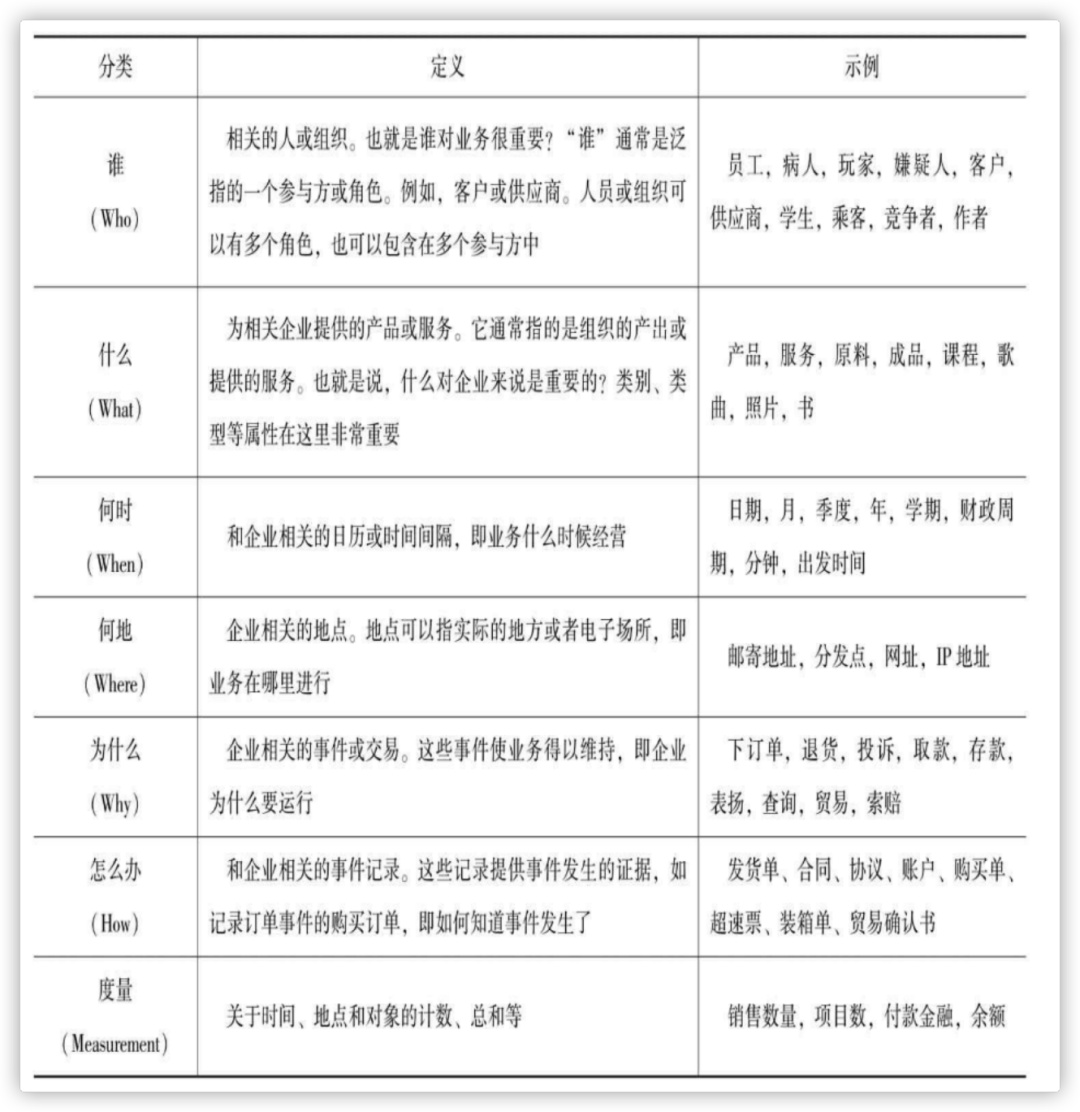 分类 定义 示例
谁
（Who）
相关的人或组织。也就是谁对业务很重要？“谁”通常是泛
指的一个参与方或角色。例如，客户或供应商。人员或组织可
以有多个角色，也可以包含在多个参与方中
员工，病人，玩家，嫌疑人，客户，
供应商，学生，乘客，竞争者，作者
什么
（What）
为相关企业提供的产品或服务。它通常指的是组织的产出或
提供的服务。也就是说，什么对企业来说是重要的？类别、类
型等属性在这里非常重要
产品，服务，原料，成品，课程，歌
曲，照片，书
何时
（When）
和企业相关的日历或时间间隔，即业务什么时候经营
日期，月，季度，年，学期，财政周
期，分钟，出发时间
何地
（Where）
企业相关的地点。地点可以指实际的地方或者电子场所，即
业务在哪里进行
邮寄地址，分发点，网址，IP 地址
为什么
（Why）
企业相关的事件或交易。这些事件使业务得以维持，即企业
为什么要运行
下订单，退货，投诉，取款，存款，
表扬，查询，贸易，索赔
怎么办
（How）
和企业相关的事件记录。这些记录提供事件发生的证据，如
记录订单事件的购买订单，即如何知道事件发生了
发货单、合同、协议、账户、购买单、
超速票、装箱单、贸易确认书
度量
（Measurement）
关于时间、地点和对象的计数、总和等
销售数量，项目数，付款金融，余额